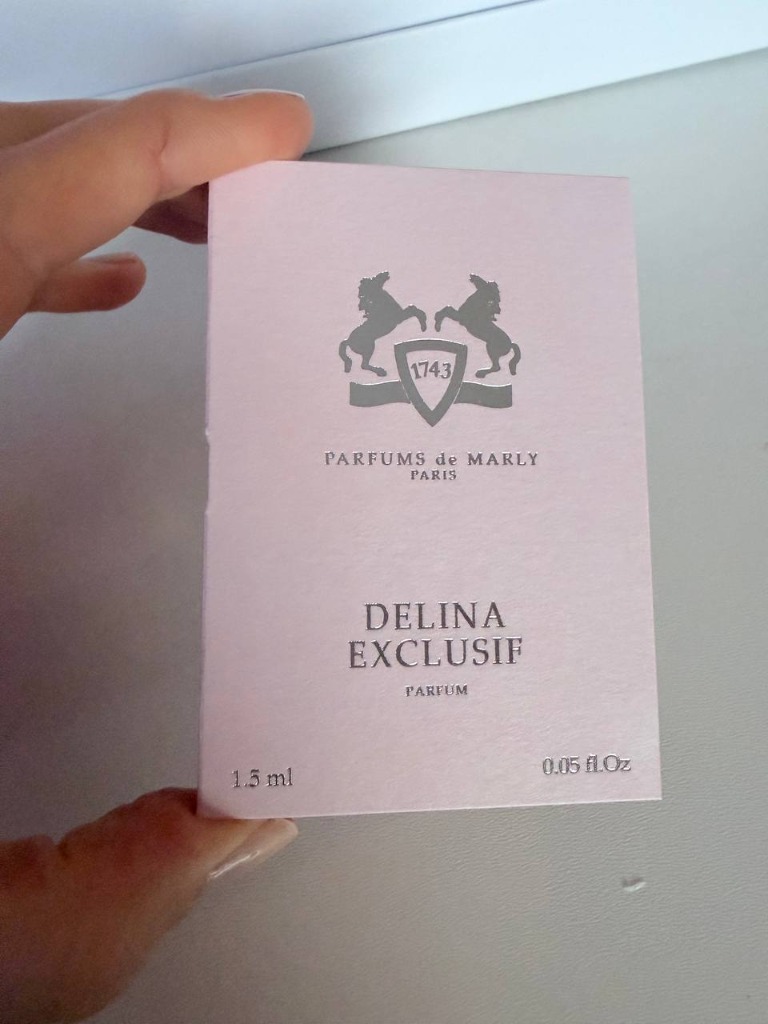 1743
PARFUMS de MARLY
PARIS
DELINA
EXCLUSIF
PARFUM
1.5 ml
0.05 fl.Oz